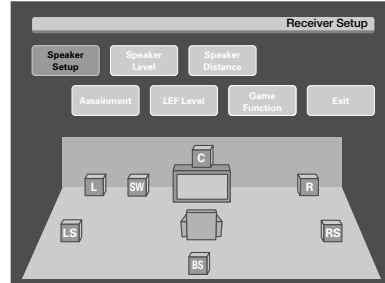 Receiver Setup
Speaker Setup
Speaker Level
Speaker Distance
Assainment
LEF Level
Game Function
Exit
C
L
SW
R
LS
RS
BS